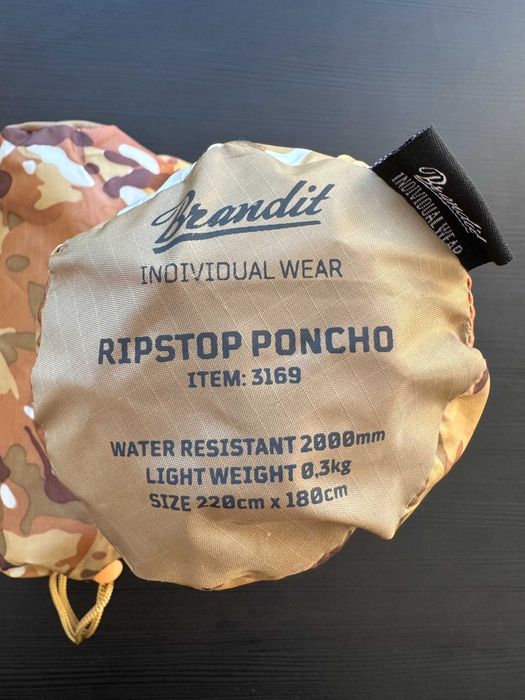 Brandit
INDIVIDUAL WEAR
RIPSTOP PONCHO
ITEM: 3169
WATER RESISTANT 2000mm
LIGHT WEIGHT 0,3kg
SIZE 220cm x 180cm
Brandit
INDIVIDUAL WEAR